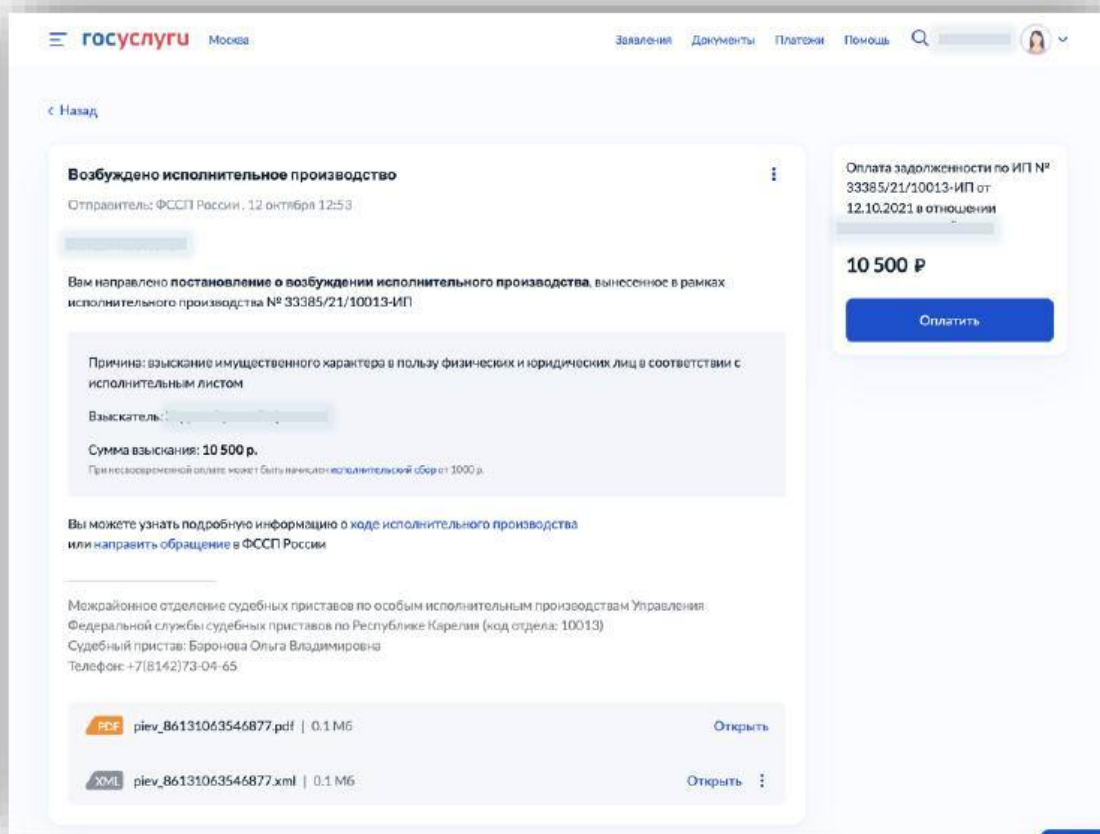 госуслуги Москва
Заявления Документы Платежи Помощь
Назад
Возбуждено исполнительное производство
Отправитель: ФССП России, 12 октября 12:53
Вам направлено постановление о возбуждении исполнительного производства, вынесенное в рамках
исполнительного производства № 33385/21/10013-ИП
Причина: взыскание имущественного характера в пользу физических и юридических лиц в соответствии с
исполнительным листом
Взыскатель:
Сумма взыскания: 10 500 р.
При несвоевременной оплате может быть начислен исполнительский сбор от 1000 р.
Вы можете узнать подробную информацию о ходе исполнительного производства
или направить обращение в ФССП России
Межрайонное отделение судебных приставов по особым исполнительным производствам Управления
Федеральной службы судебных приставов по Республике Карелия (код отдела: 10013)
Судебный пристав: Баронова Ольга Владимировна
Телефон: +7(8142)73-04-65
PDF piev_86131063546877.pdf | 0.1 Мб Открыть
XML piev_86131063546877.xml | 0.1 Мб Открыть
Оплата задолженности по ИП №
33385/21/10013-ИП от
12.10.2021 в отношении
10 500 ₽
Оплатить